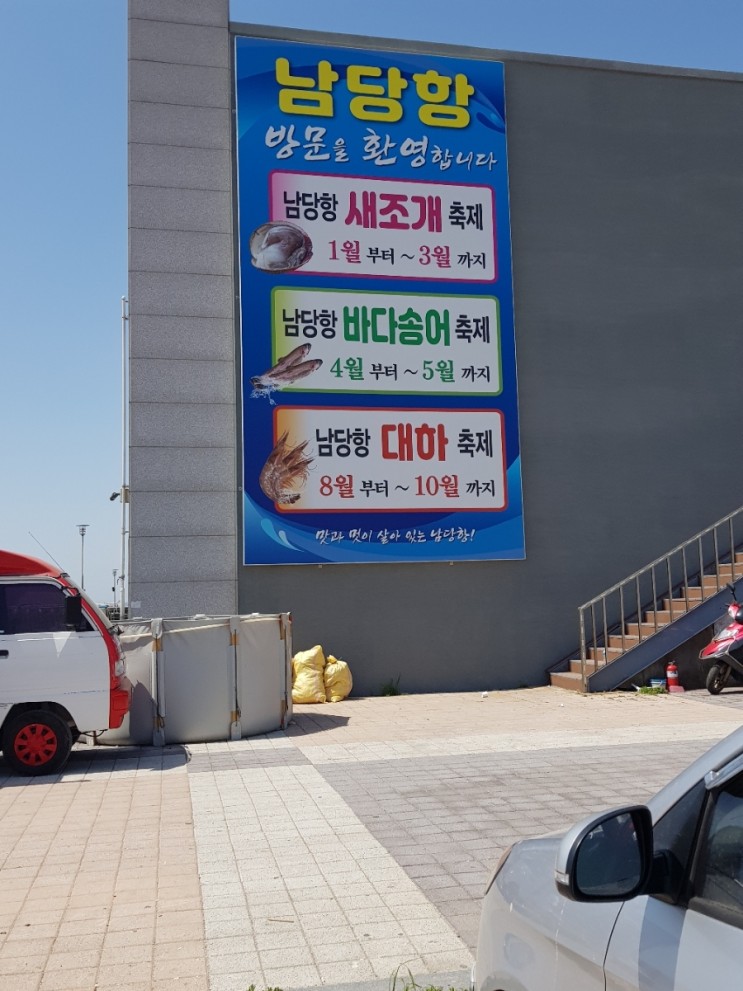 남당항
방문을 환영합니다
남당항 새조개 축제
1월 부터 ~ 3월 까지
남당항 바다송어 축제
4월 부터 ~ 5월 까지
남당항 대하 축제
8월 부터 ~ 10월 까지
맛과 멋이 살아 있는 남당항!